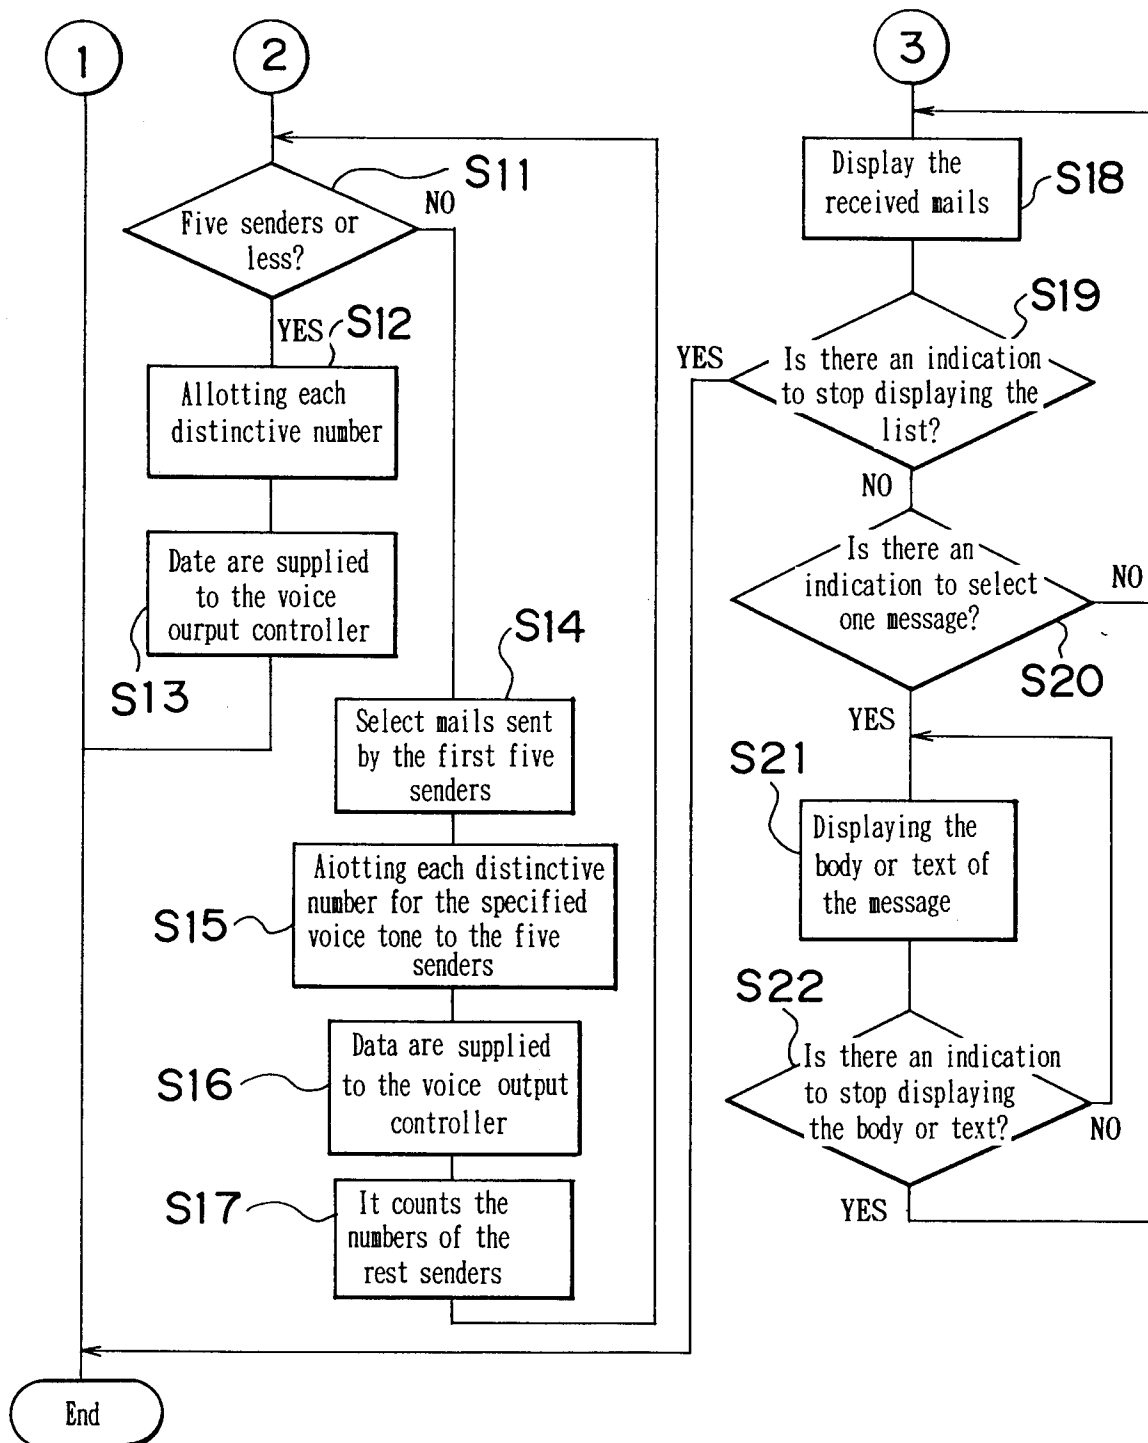 1
2
S11
Five senders or
less?
NO
YES
S12
Allotting each
distinctive number
Date are supplied
to the voice
ourput controller
S13
S14
Select mails sent
by the first five
senders
Aiotting each distinctive
number for the specified
voice tone to the five
senders
S15
Data are supplied
to the voice output
controller
S16
It counts the
numbers of the
rest senders
S17
End
3
Display the
received mails
S18
S19
YES
Is there an indication
to stop displaying the
list?
NO
Is there an
indication to select
one message?
NO
S20
YES
S21
Displaying the
body or text of
the message
S22
Is there an indication
to stop displaying
the body or text?
NO
YES